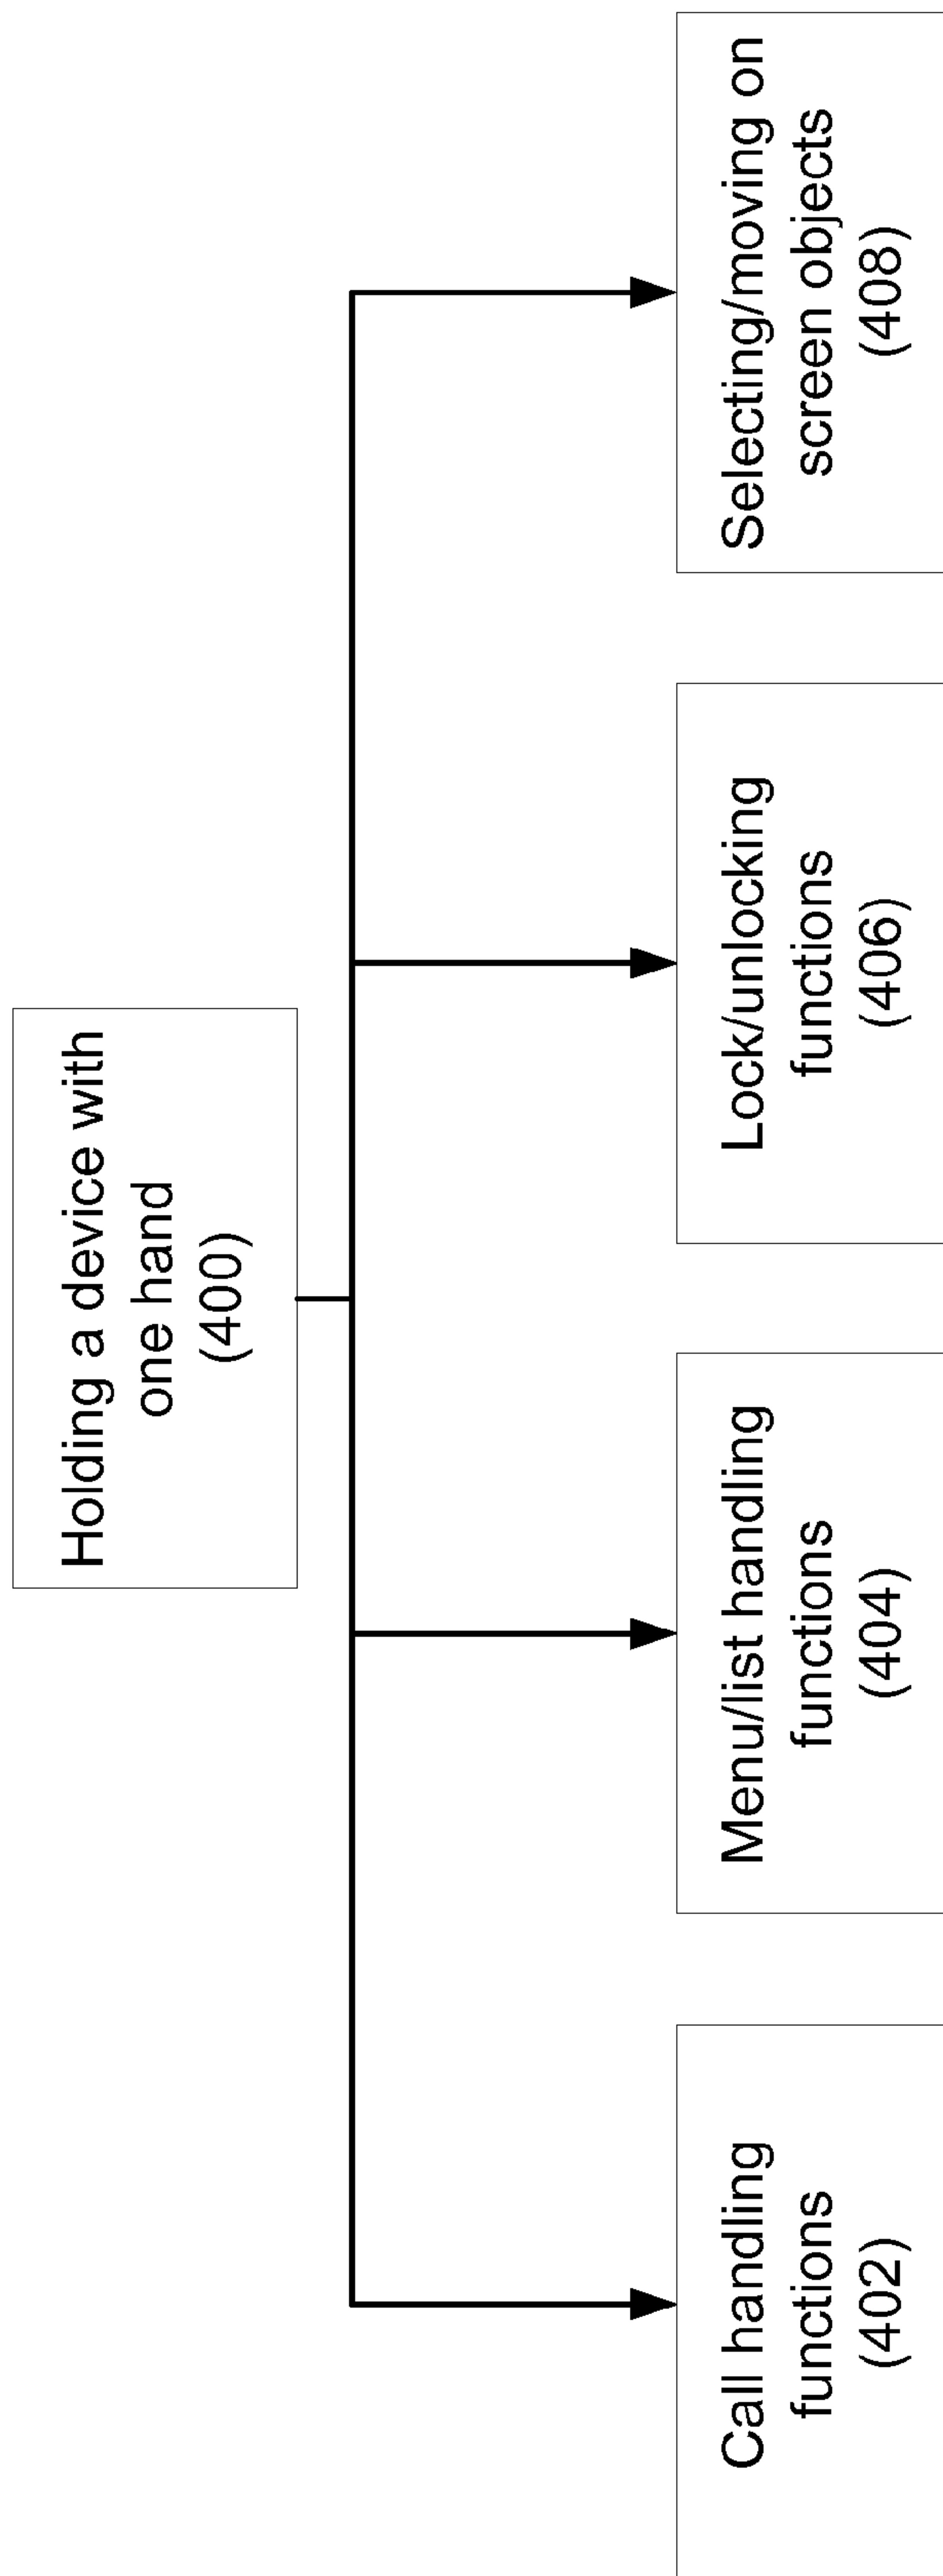 Holding a device with
one hand
(400)
Call handling
functions
(402)
Menu/list handling
functions
(404)
Lock/unlocking
functions
(406)
Selecting/moving on
screen objects
(408)